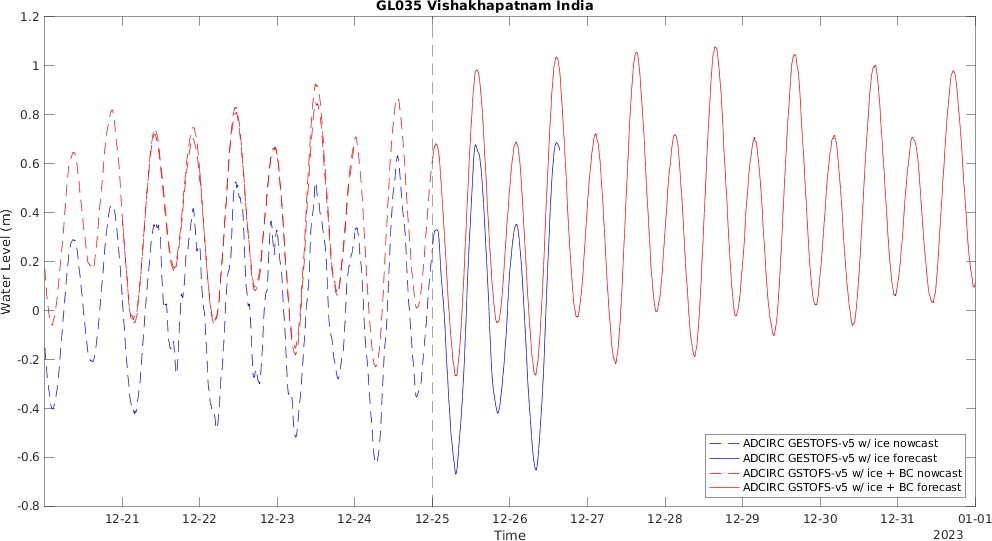 GL035 Vishakhapatnam India
1.2
1
0.8
0.6
0.4
0.2
0
-0.2
-0.4
-0.6
-0.8
Water Level (m)
ADCIRC GESTOFS-v5 w/ ice nowcast
ADCIRC GESTOFS-v5 w/ ice forecast
ADCIRC GSTOFS-v5 w/ ice + BC nowcast
ADCIRC GSTOFS-v5 w/ ice + BC forecast
12-21 12-22 12-23 12-24 12-25 12-26 12-27 12-28 12-29 12-30 12-31 01-01
Time
2023